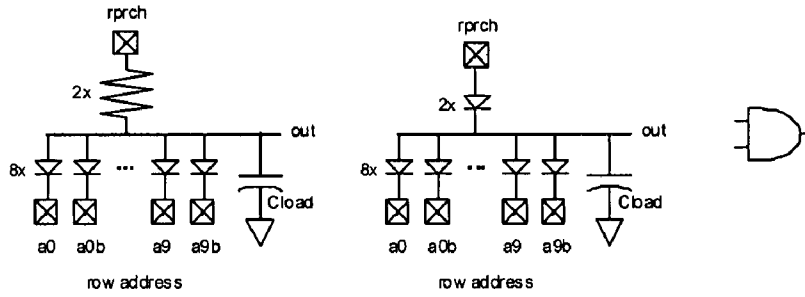 rprch
2x
out
8x
...
Cload
a0 a0b a9 a9b
row address
rprch
2x
out
8x
...
Cload
a0 a0b a9 a9b
row address